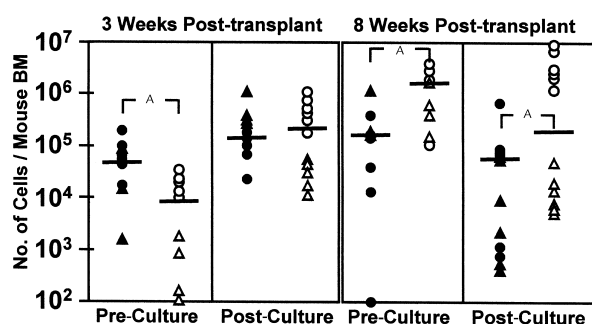 3 Weeks Post-transplant 8 Weeks Post-transplant
No. of Cells / Mouse BM
10^7
10^6
10^5
10^4
10^3
10^2
A A A
Pre-Culture Post-Culture Pre-Culture Post-Culture